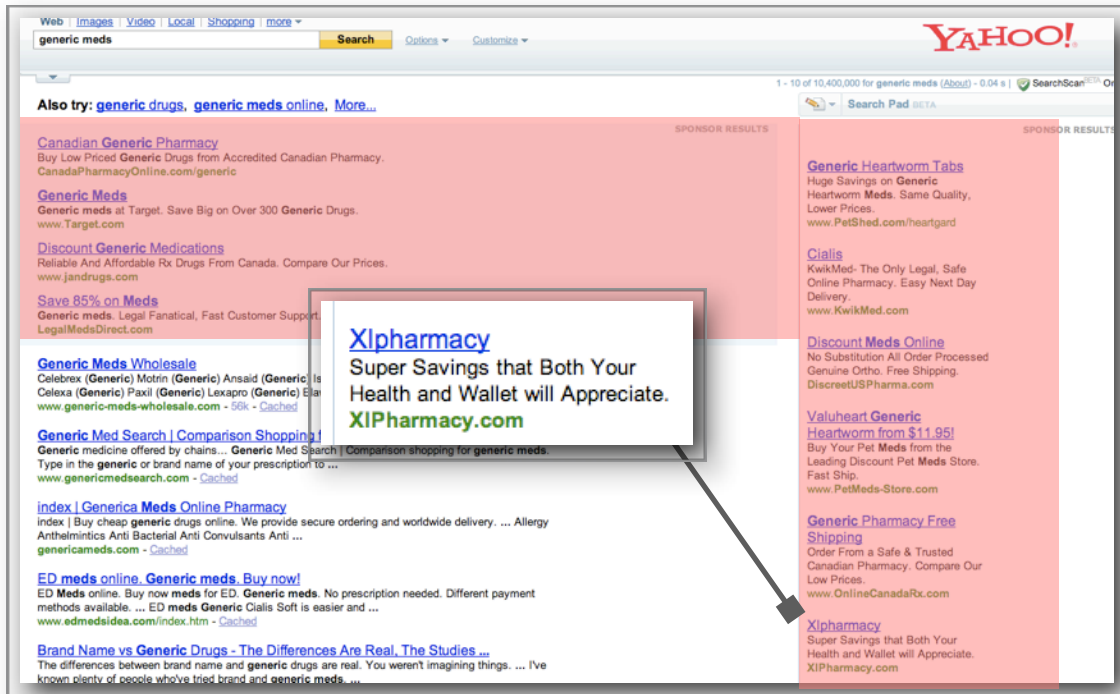 Web | Images | Video | Local | Shopping | more
generic meds Search Options Customize
YAHOO!
1 - 10 of 10,400,000 for generic meds (About) - 0.04 s | SearchScan BETA On
Also try: generic drugs, generic meds online, More...
Search Pad BETA
SPONSOR RESULTS
Canadian Generic Pharmacy
Buy Low Priced Generic Drugs from Accredited Canadian Pharmacy.
CanadaPharmacyOnline.com/generic
Generic Meds
Generic meds at Target. Save Big on Over 300 Generic Drugs.
www.Target.com
Discount Generic Medications
Reliable And Affordable Rx Drugs From Canada. Compare Our Prices.
www.jandrugs.com
Save 85% on Meds
Generic meds. Legal Fanatical, Fast Customer Support.
LegalMedsDirect.com
Generic Meds Wholesale
Celebrex (Generic) Motrin (Generic) Ansaid (Generic)
Celexa (Generic) Paxil (Generic) Lexapro (Generic)
www.generic-meds-wholesale.com - 56k - Cached
Generic Med Search | Comparison Shopping
Generic medicine offered by chains... Generic Med Search | Comparison shopping for generic meds.
Type in the generic or brand name of your prescription to ...
www.genericmedsearch.com - Cached
index | Generica Meds Online Pharmacy
index | Buy cheap generic drugs online. We provide secure ordering and worldwide delivery. ... Allergy
Anthelmintics Anti Bacterial Anti Convulsants Anti ...
genericameds.com - Cached
ED meds online. Generic meds. Buy now!
ED Meds online. Buy now meds for ED. Generic meds. No prescription needed. Different payment
methods available. ... ED meds Generic Cialis Soft is easier and ...
www.edmedsidea.com/index.htm - Cached
Brand Name vs Generic Drugs - The Differences Are Real, The Studies ...
The differences between brand name and generic drugs are real. You weren't imagining things. ... I've
known plenty of people who've tried brand and generic meds. ...
Xlpharmacy
Super Savings that Both Your
Health and Wallet will Appreciate.
XlPharmacy.com
SPONSOR RESULTS
Generic Heartworm Tabs
Huge Savings on Generic
Heartworm Meds. Same Quality,
Lower Prices.
www.PetShed.com/heartgard
Cialis
KwikMed- The Only Legal, Safe
Online Pharmacy. Easy Next Day
Delivery.
www.KwikMed.com
Discount Meds Online
No Substitution All Order Processed
Genuine Ortho. Free Shipping.
DiscreetUSPharma.com
Valuheart Generic
Heartworm from $11.95!
Buy Your Pet Meds from the
Leading Discount Pet Meds Store.
Fast Ship.
www.PetMeds-Store.com
Generic Pharmacy Free
Shipping
Order From a Safe & Trusted
Canadian Pharmacy. Compare Our
Low Prices.
www.OnlineCanadaRx.com
Xlpharmacy
Super Savings that Both Your
Health and Wallet will Appreciate.
XlPharmacy.com